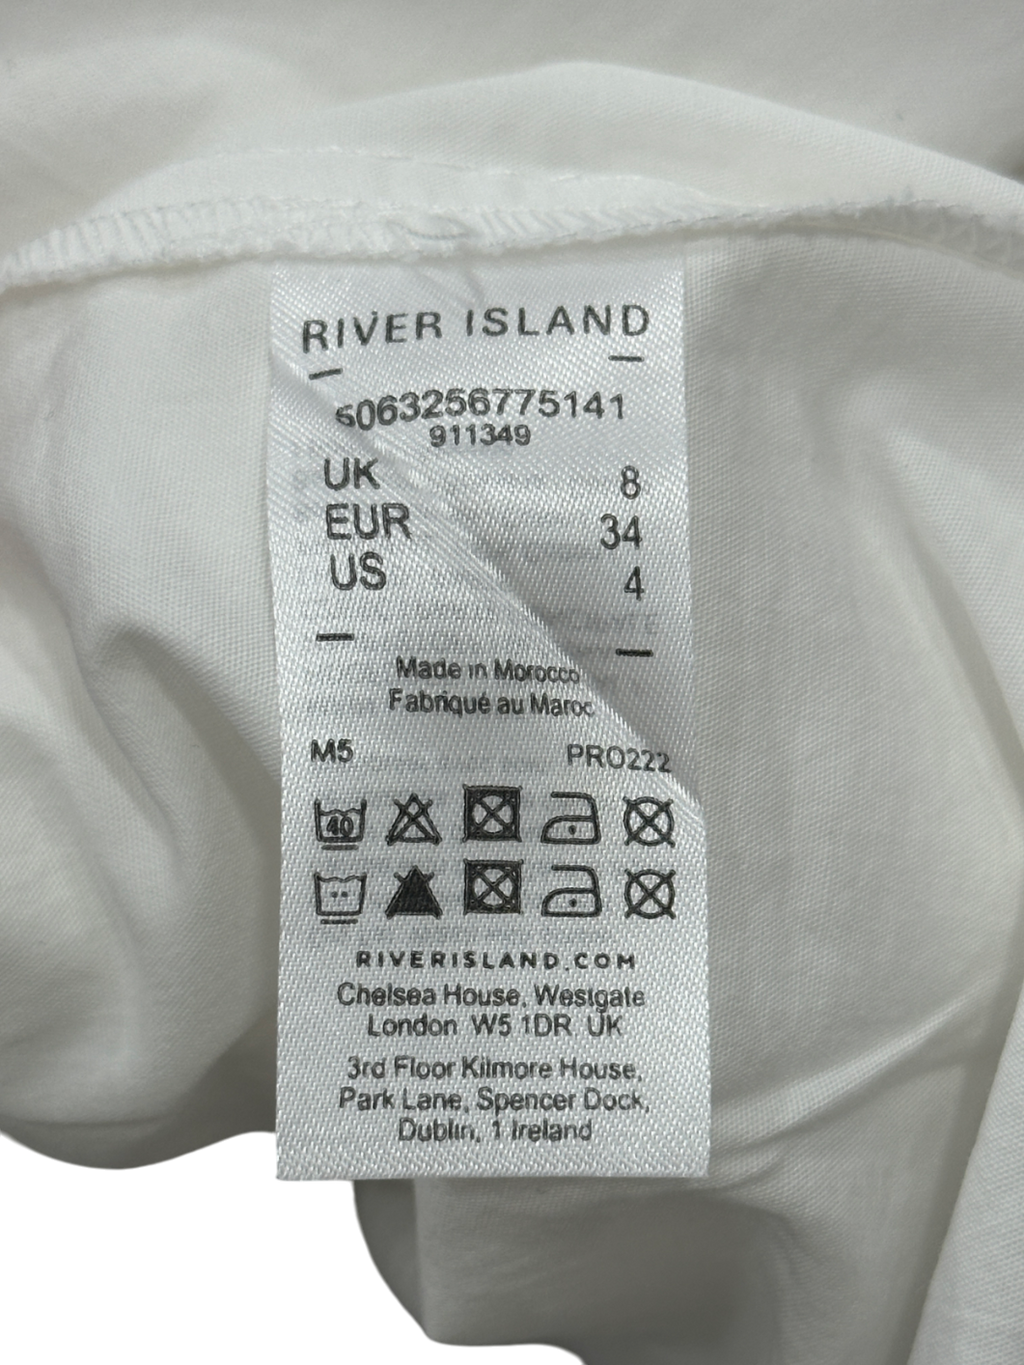 RIVER ISLAND
5063256775141
911349
UK 8
EUR 34
US 4
Made in Morocco
Fabriqué au Maroc
M5 PRO222
40
RIVERISLAND.COM
Chelsea House, Westgate
London W5 1DR UK
3rd Floor Kilmore House,
Park Lane, Spencer Dock,
Dublin, 1 Ireland